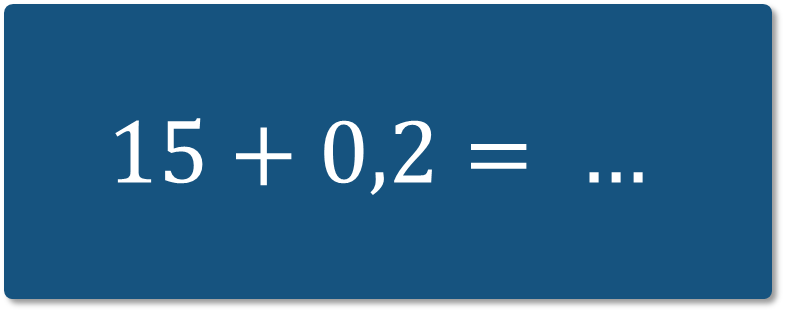 15 + 0,2 = ...